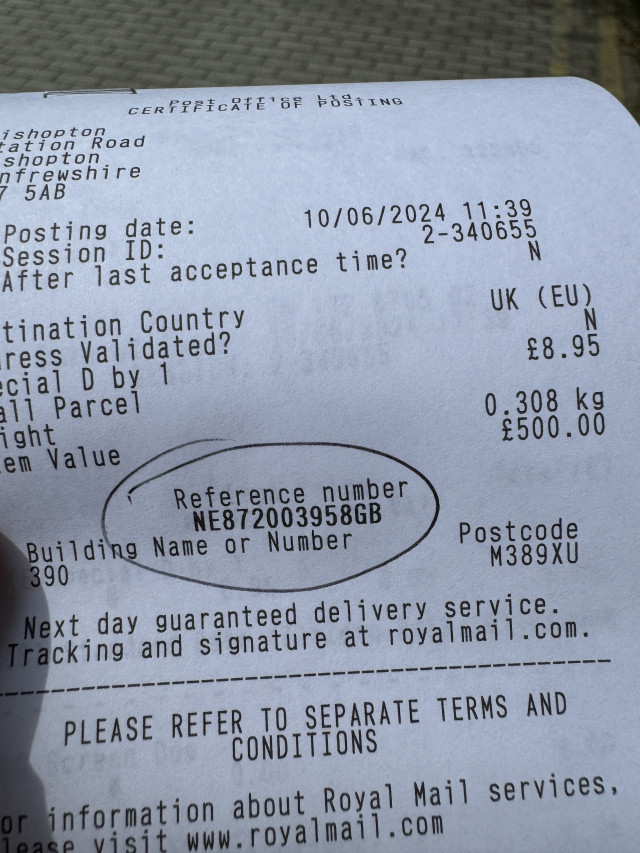 Post Office Ltd.
CERTIFICATE OF POSTING
ishopton
tation Road
shopton
nfrewshire
7 5AB
Posting date: 10/06/2024 11:39
Session ID: 2-340655
After last acceptance time? N
tination Country UK (EU)
ress Validated? N
ecial D by 1 £8.95
all Parcel
ight 0.308 kg
em Value £500.00
Reference number
NE872003958GB
Building Name or Number Postcode
390 M389XU
Next day guaranteed delivery service.
Tracking and signature at royalmail.com.
PLEASE REFER TO SEPARATE TERMS AND
CONDITIONS
or information about Royal Mail services,
lease visit www.royalmail.com